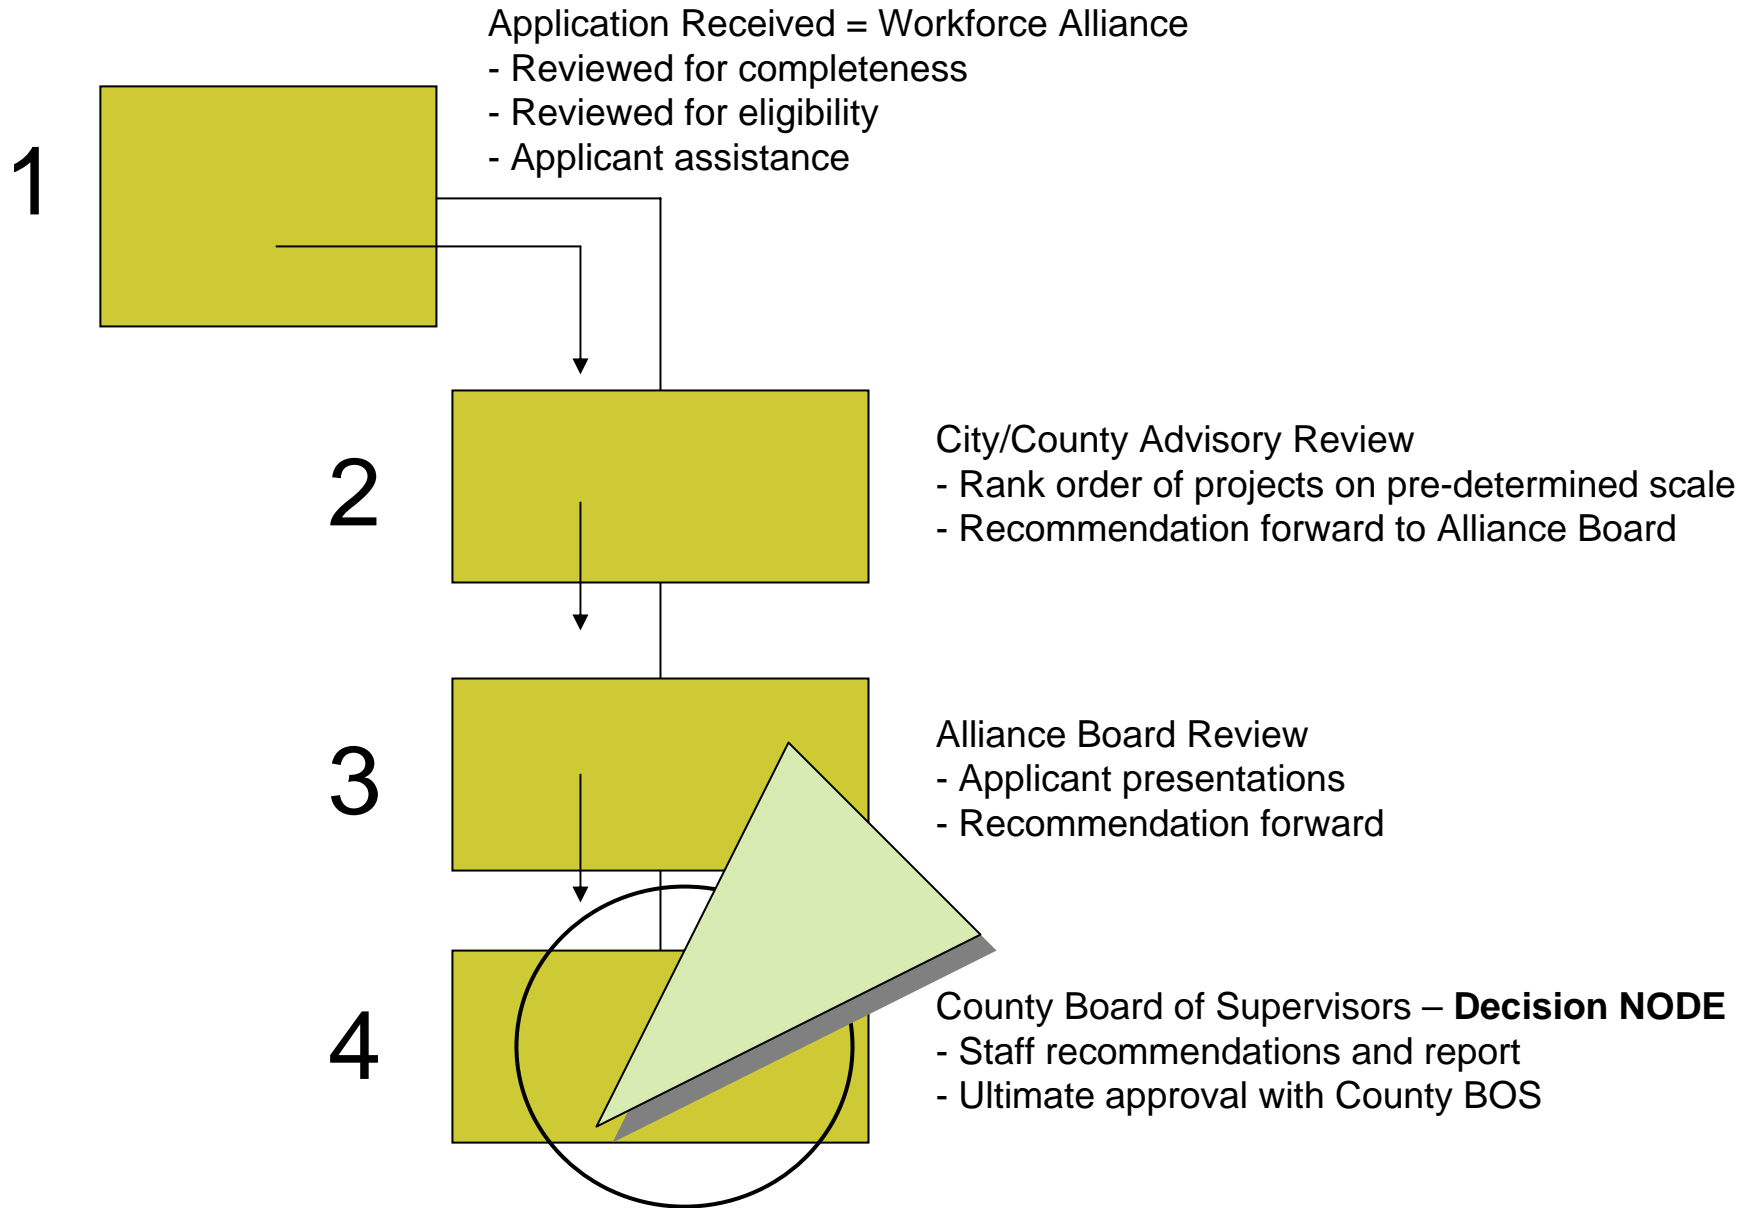 Application Received = Workforce Alliance
- Reviewed for completeness
- Reviewed for eligibility
- Applicant assistance
1
2
City/County Advisory Review
- Rank order of projects on pre-determined scale
- Recommendation forward to Alliance Board
3
Alliance Board Review
- Applicant presentations
- Recommendation forward
4
County Board of Supervisors – Decision NODE
- Staff recommendations and report
- Ultimate approval with County BOS